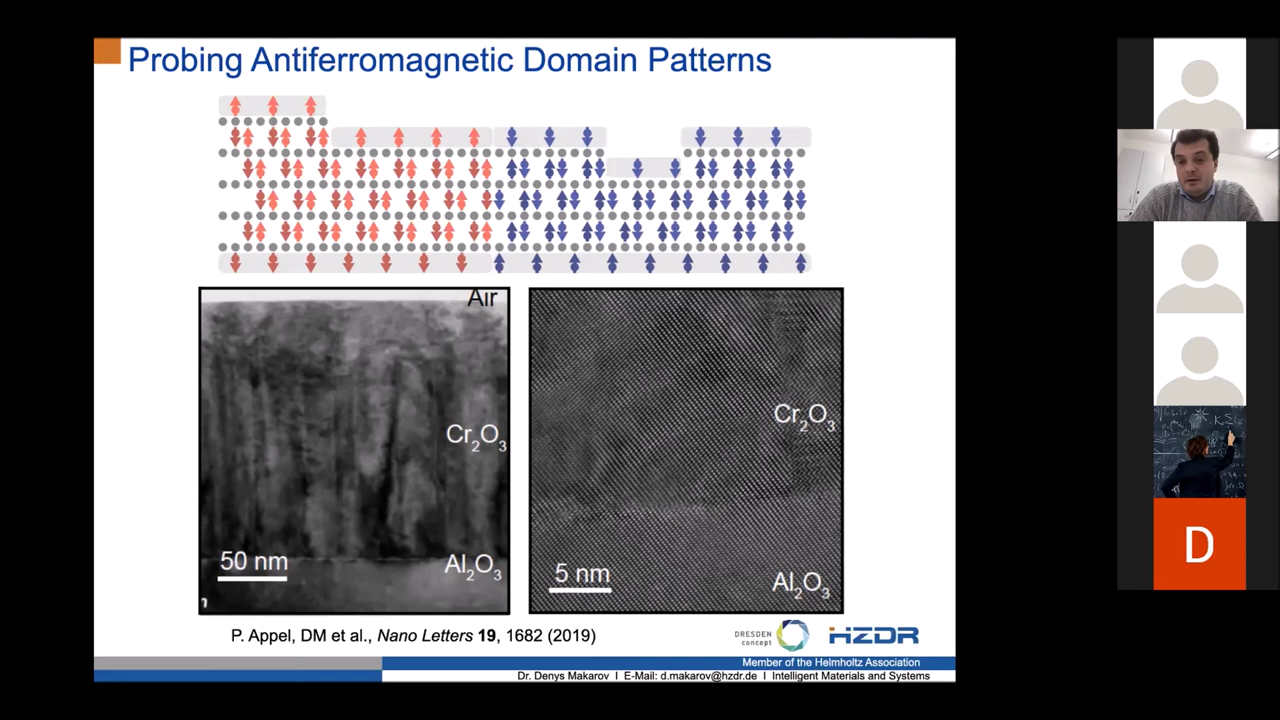 Probing Antiferromagnetic Domain Patterns
Air
Cr2O3
50 nm
Al2O3
Cr2O3
5 nm
Al2O3
P. Appel, DM et al., Nano Letters 19, 1682 (2019)
DRESDEN
concept
HZDR
Member of the Helmholtz Association
Dr. Denys Makarov I E-Mail: d.makarov@hzdr.de I Intelligent Materials and Systems
D